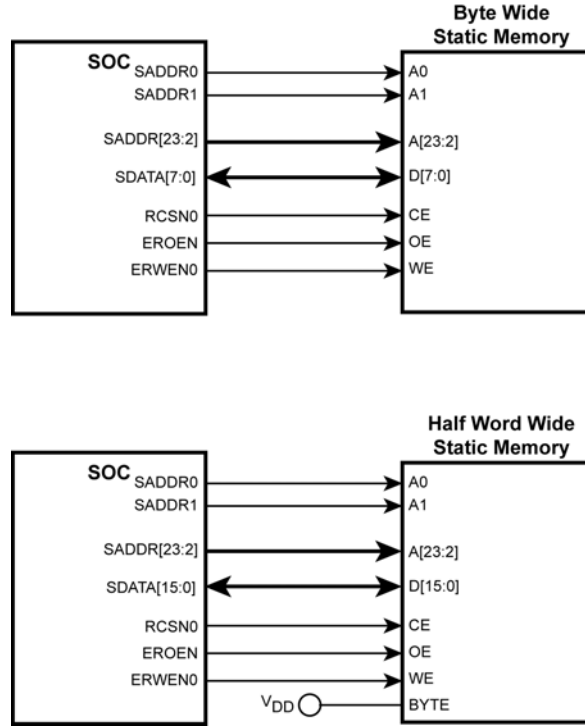 Byte Wide
Static Memory
SOC
SADDR0
A0
SADDR1
A1
SADDR[23:2]
A[23:2]
SDATA[7:0]
D[7:0]
RCSN0
CE
EROEN
OE
ERWEN0
WE
Half Word Wide
Static Memory
SOC
SADDR0
A0
SADDR1
A1
SADDR[23:2]
A[23:2]
SDATA[15:0]
D[15:0]
RCSN0
CE
EROEN
OE
ERWEN0
WE
VDD
BYTE